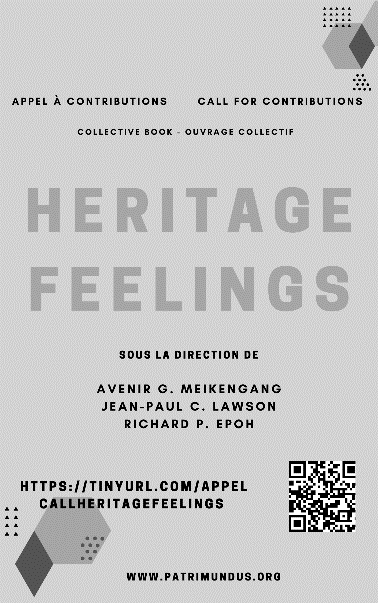 APPEL À CONTRIBUTIONS CALL FOR CONTRIBUTIONS
COLLECTIVE BOOK - OUVRAGE COLLECTIF
HERITAGE
FEELINGS
SOUS LA DIRECTION DE
AVENIR G. MEIKENGANG
JEAN-PAUL C. LAWSON
RICHARD P. EPOH
HTTPS://TINYURL.COM/APPEL
CALLHERITAGEFEELINGS
WWW.PATRIMUNDUS.ORG